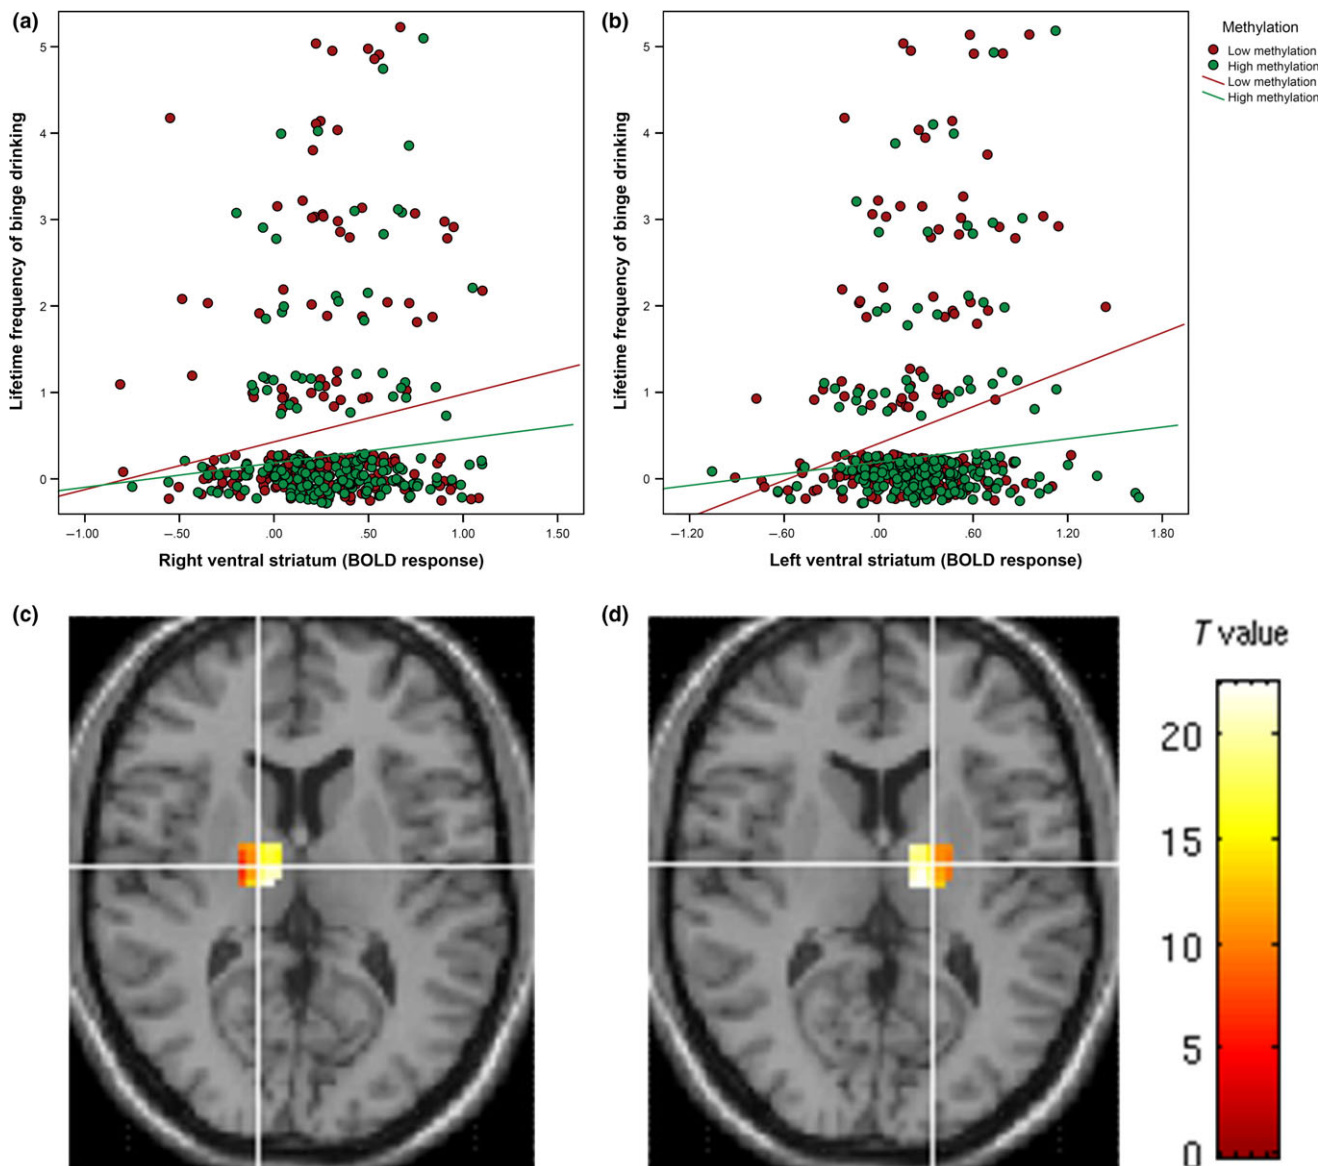 (a)
Lifetime frequency of binge drinking
5
4
3
2
1
0
–1.00
–.50
.00
.50
1.00
1.50
Right ventral striatum (BOLD response)
(b)
Lifetime frequency of binge drinking
5
4
3
2
1
0
–1.20
–.60
.00
.60
1.20
1.80
Left ventral striatum (BOLD response)
Methylation
Low methylation
High methylation
Low methylation
High methylation
(c)
(d)
T value
20
15
10
5
0